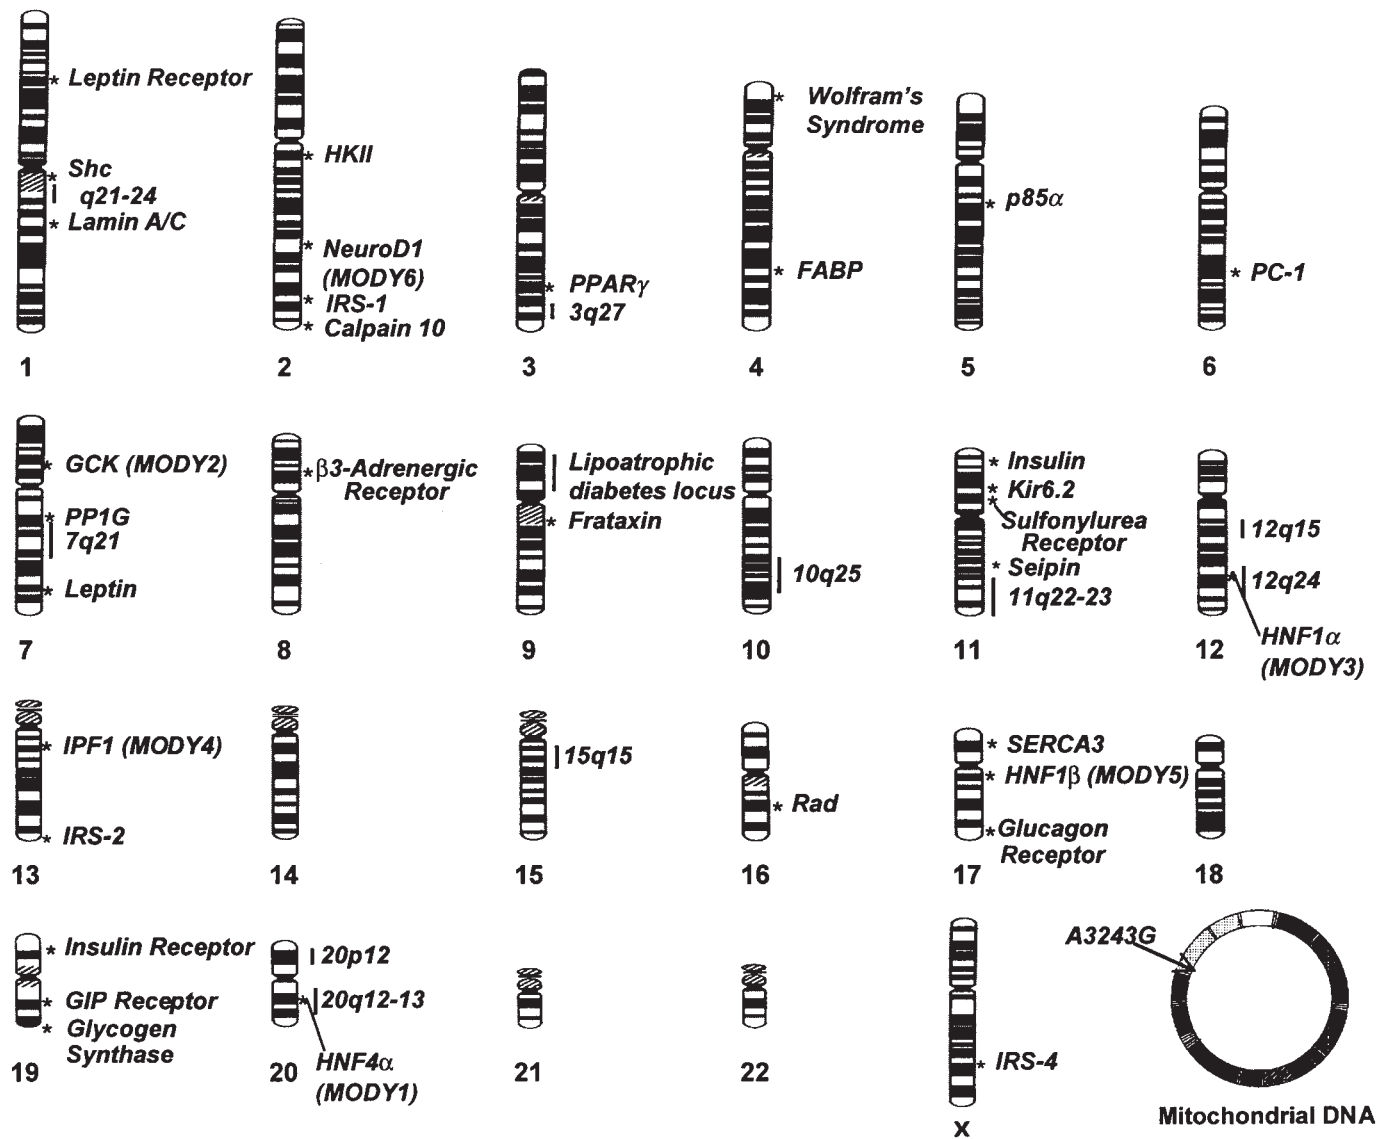 * Leptin Receptor
* Shc
q21-24
* Lamin A/C
1
* HKII
* NeuroD1
(MODY6)
* IRS-1
* Calpain 10
2
* PPARγ
3q27
3
* Wolfram's
Syndrome
* FABP
4
* p85α
5
* PC-1
6
* GCK (MODY2)
* PP1G
7q21
* Leptin
7
* β3-Adrenergic
Receptor
8
Lipoatrophic
diabetes locus
* Frataxin
9
10q25
10
* Insulin
* Kir6.2
* Sulfonylurea
Receptor
* Seipin
11q22-23
11
12q15
12q24
* HNF1α
(MODY3)
12
* IPF1 (MODY4)
* IRS-2
13
14
15q15
15
* Rad
16
* SERCA3
* HNF1β (MODY5)
* Glucagon
Receptor
17
18
* Insulin Receptor
* GIP Receptor
* Glycogen
Synthase
19
20p12
20q12-13
* HNF4α
(MODY1)
20
21
22
* IRS-4
X
A3243G
Mitochondrial DNA